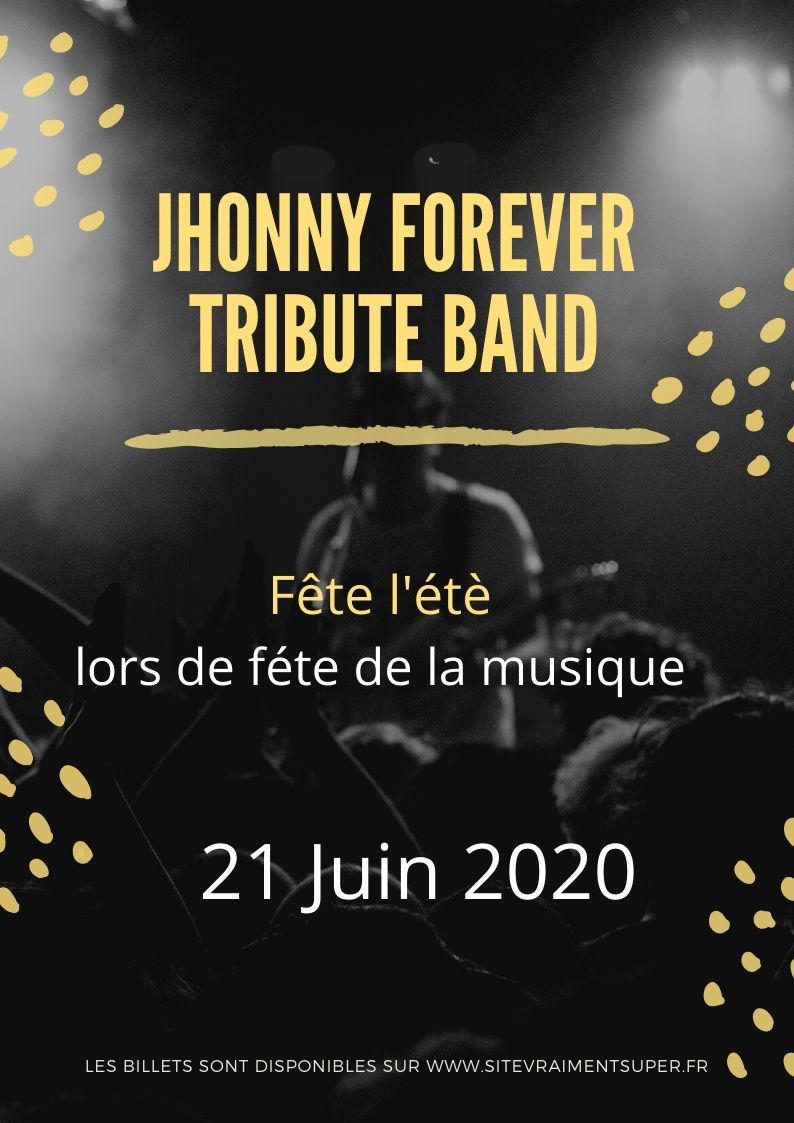 JHONNY FOREVER
TRIBUTE BAND
Fête l'étè
lors de féte de la musique
21 Juin 2020
LES BILLETS SONT DISPONIBLES SUR WWW.SITEVRAIMENTSUPER.FR